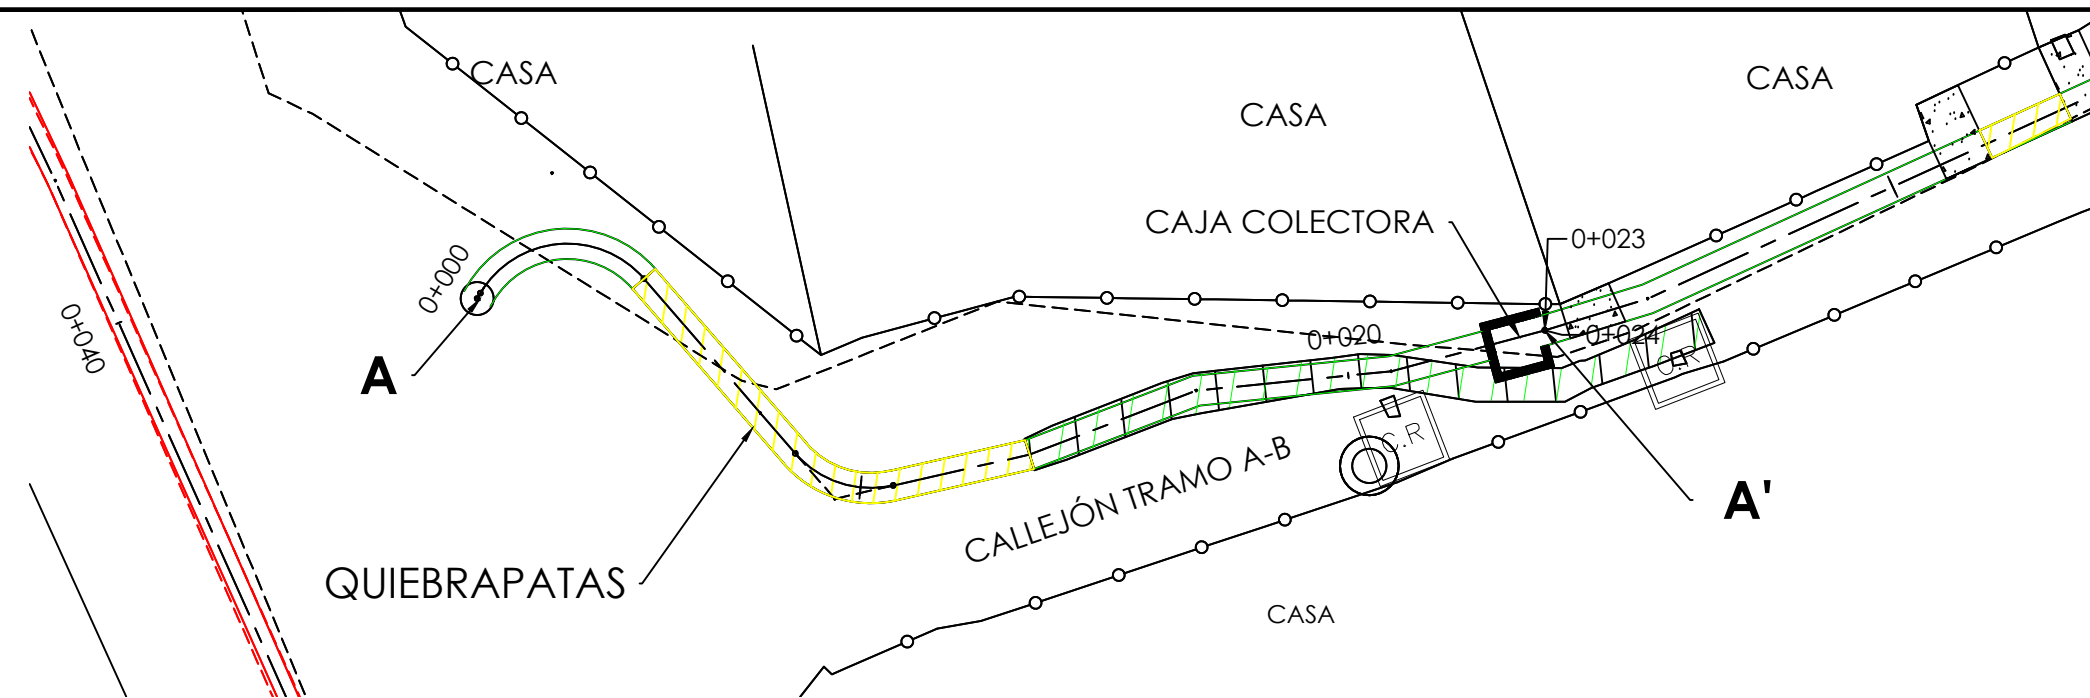 CASA
CASA
CASA
CAJA COLECTORA
0+023
0+000
0+040
0+020
0+024
C.R
A
C.R
A'
CALLEJÓN TRAMO A-B
QUIEBRAPATAS
CASA